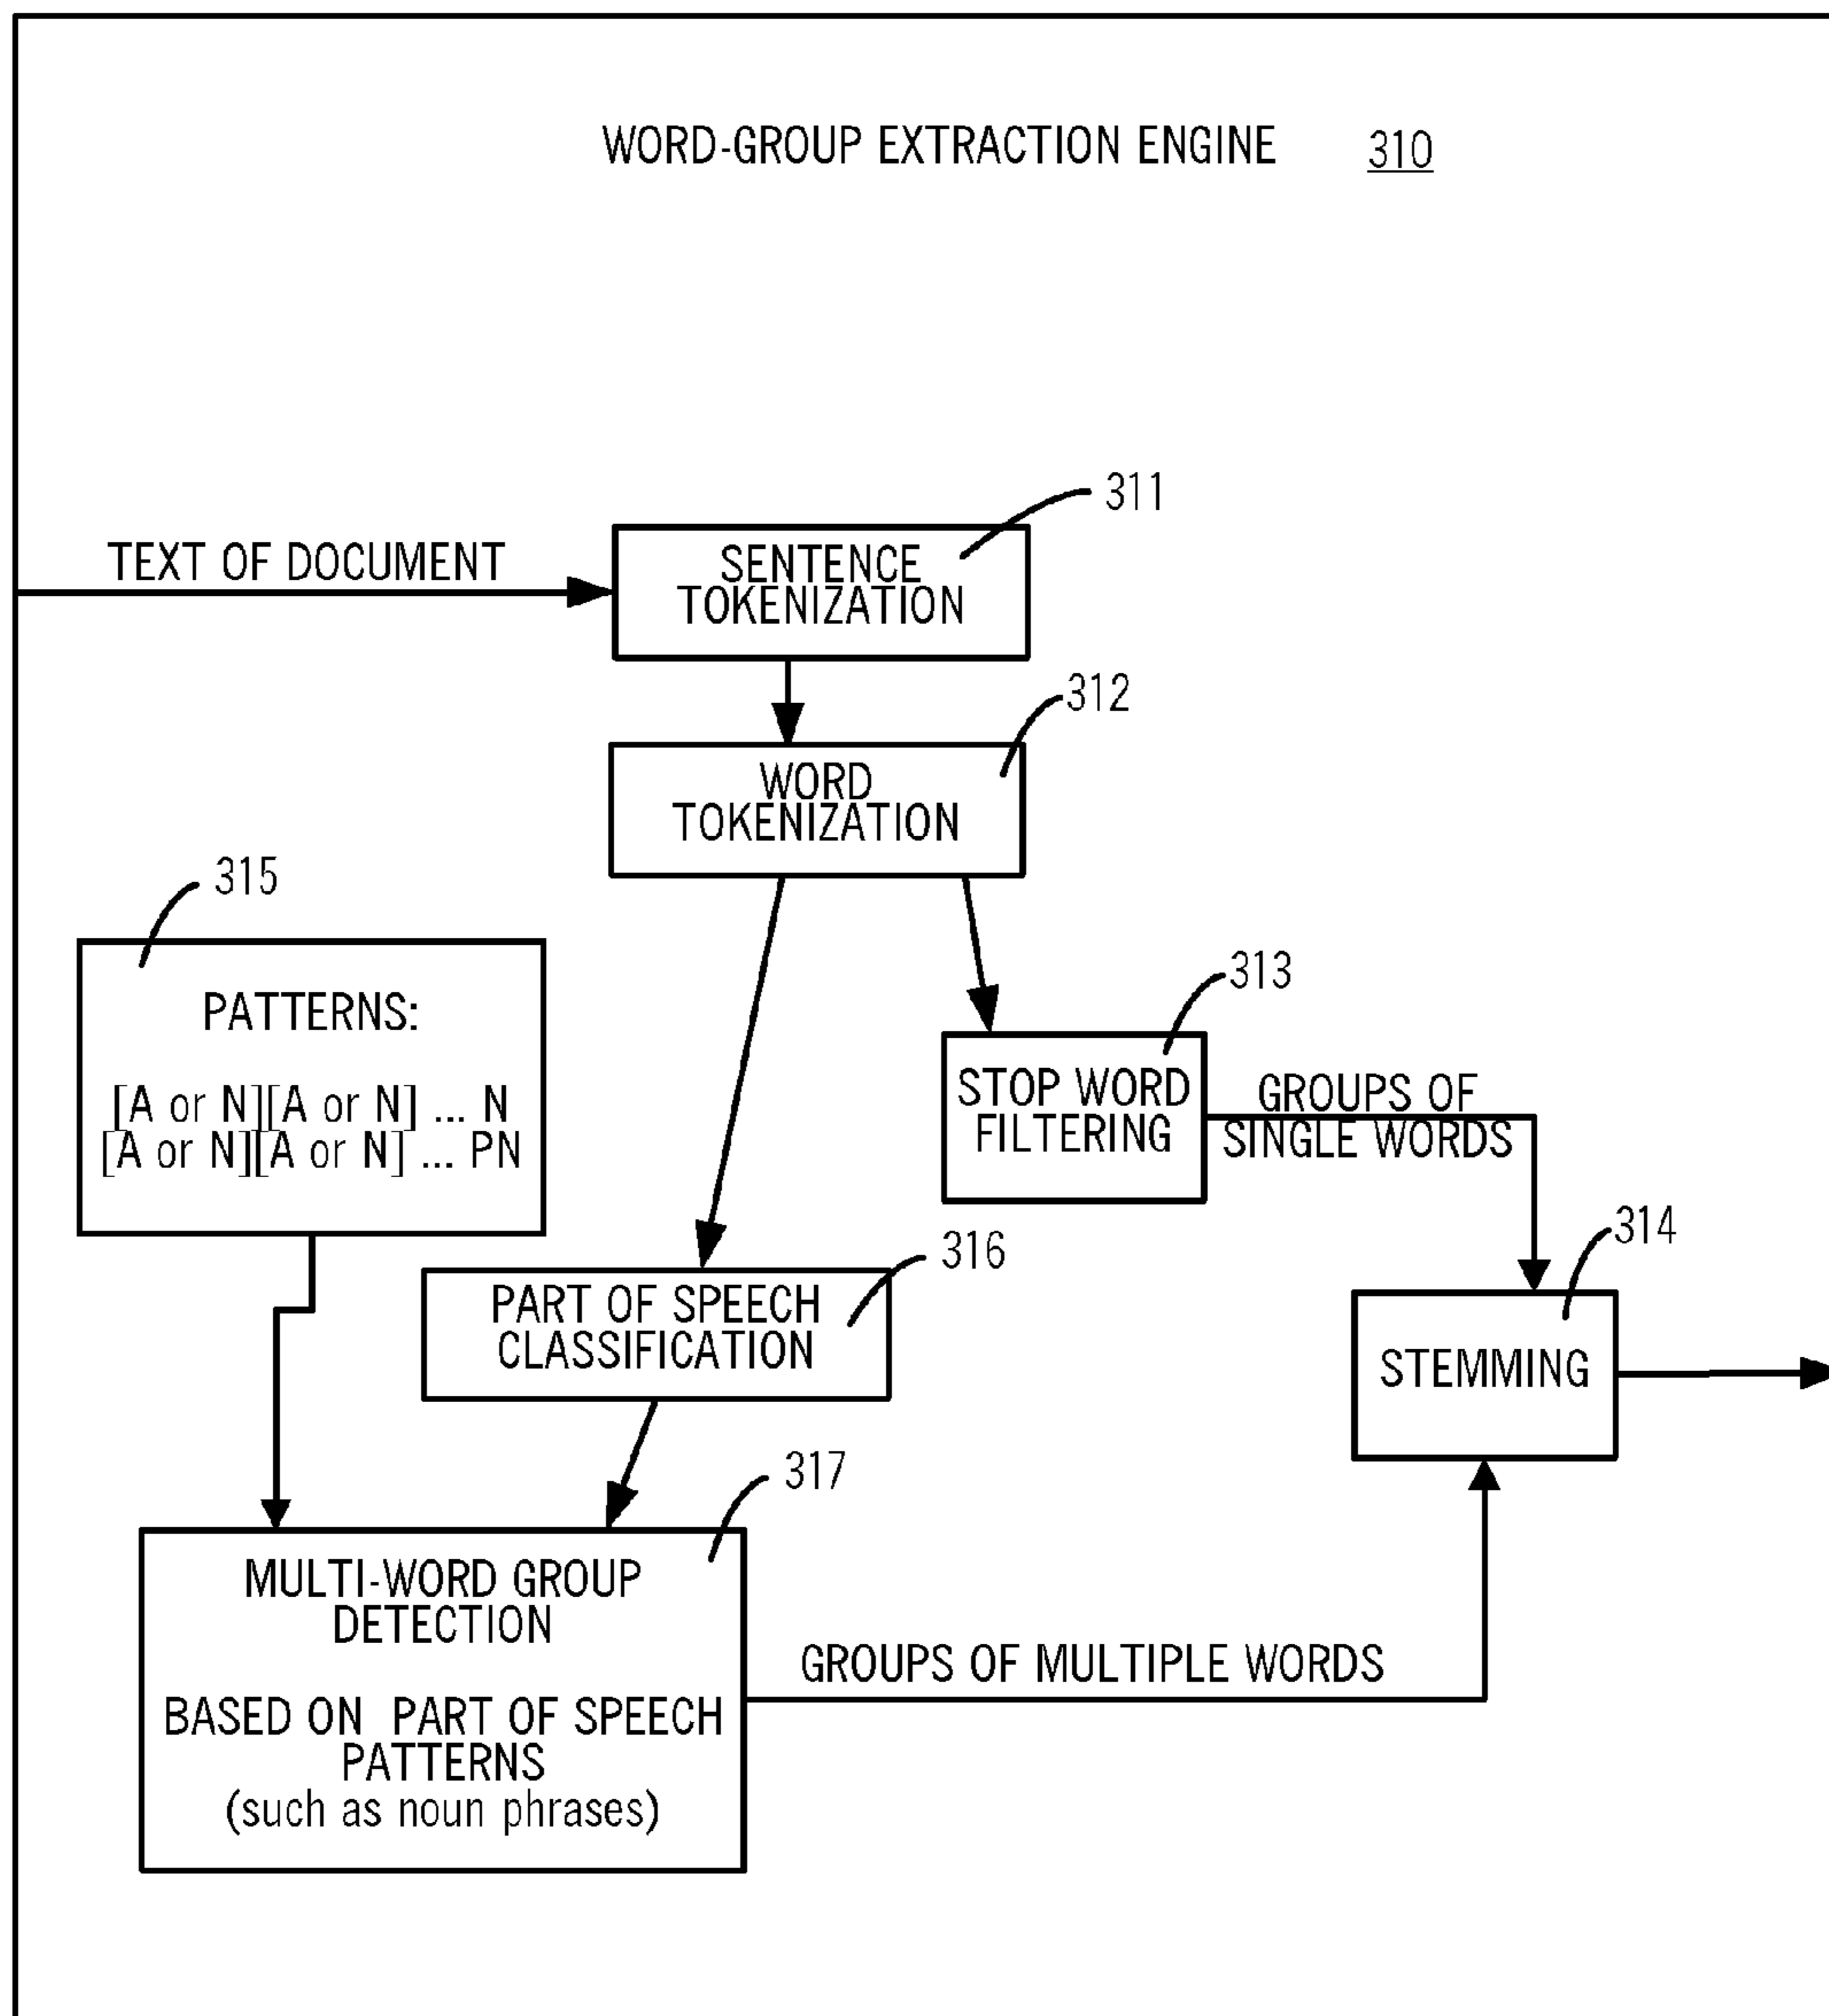 WORD-GROUP EXTRACTION ENGINE 310
311
TEXT OF DOCUMENT
SENTENCE
TOKENIZATION
312
WORD
TOKENIZATION
315
PATTERNS:
[A or N][A or N] ... N
[A or N][A or N] ... PN
313
STOP WORD
FILTERING
GROUPS OF
SINGLE WORDS
316
PART OF SPEECH
CLASSIFICATION
314
STEMMING
317
MULTI-WORD GROUP
DETECTION
BASED ON PART OF SPEECH
PATTERNS
(such as noun phrases)
GROUPS OF MULTIPLE WORDS